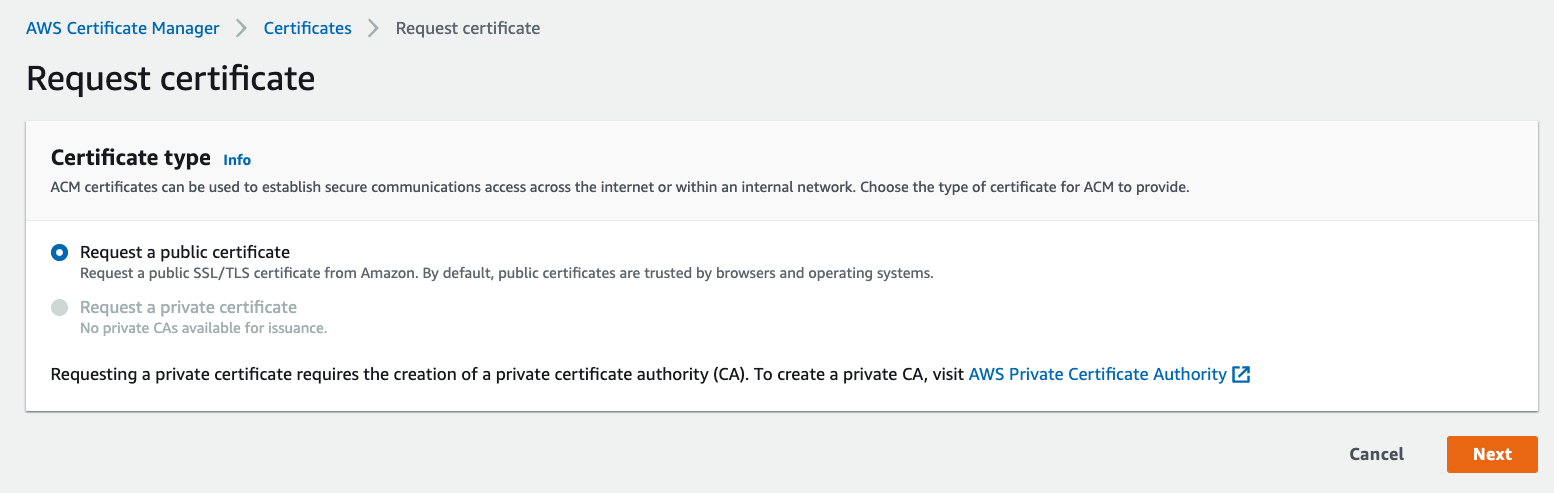 AWS Certificate Manager > Certificates > Request certificate
Request certificate
Certificate type Info
ACM certificates can be used to establish secure communications access across the internet or within an internal network. Choose the type of certificate for ACM to provide.
Request a public certificate
Request a public SSL/TLS certificate from Amazon. By default, public certificates are trusted by browsers and operating systems.
Request a private certificate
No private CAs available for issuance.
Requesting a private certificate requires the creation of a private certificate authority (CA). To create a private CA, visit AWS Private Certificate Authority
Cancel Next